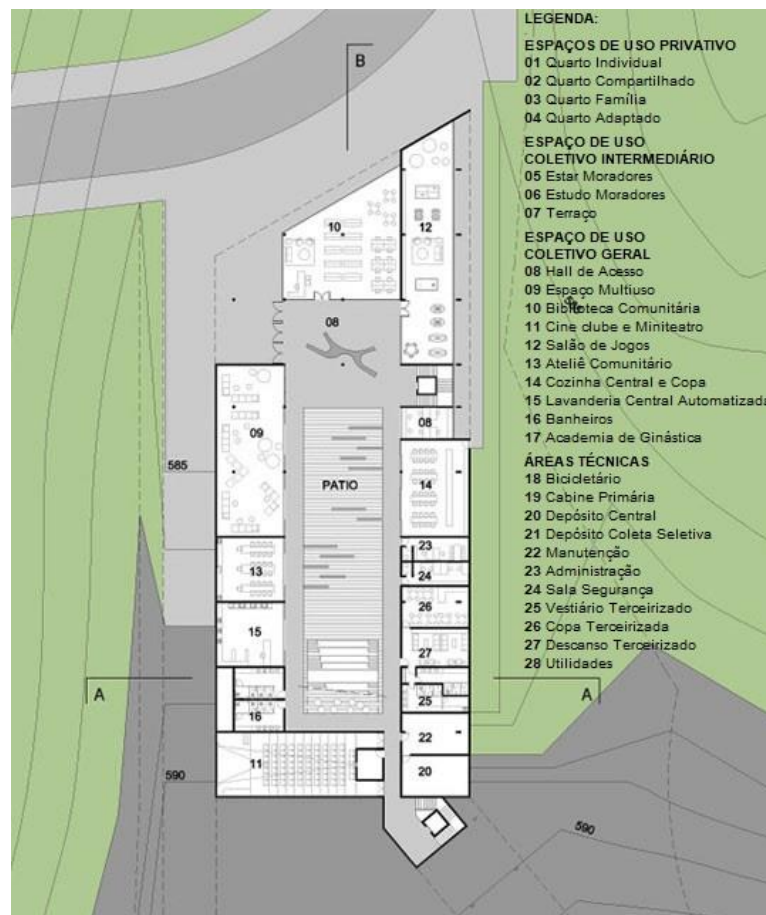 LEGENDA:
ESPAÇOS DE USO PRIVATIVO
01 Quarto Individual
02 Quarto Compartilhado
03 Quarto Família
04 Quarto Adaptado
ESPAÇO DE USO
COLETIVO INTERMEDIÁRIO
05 Estar Moradores
06 Estudo Moradores
07 Terraço
ESPAÇO DE USO
COLETIVO GERAL
08 Hall de Acesso
09 Espaço Multiuso
10 Biblioteca Comunitária
11 Cine clube e Miniteatro
12 Salão de Jogos
13 Ateliê Comunitário
14 Cozinha Central e Copa
15 Lavanderia Central Automatizada
16 Banheiros
17 Academia de Ginástica
ÁREAS TÉCNICAS
18 Bicicletário
19 Cabine Primária
20 Depósito Central
21 Depósito Coleta Seletiva
22 Manutenção
23 Administração
24 Sala Segurança
25 Vestiário Terceirizado
26 Copa Terceirizada
27 Descanso Terceirizado
28 Utilidades
B
10
12
08
09
08
585
PATIO
14
23
13
24
26
15
27
A
A
25
16
22
11
20
590
590